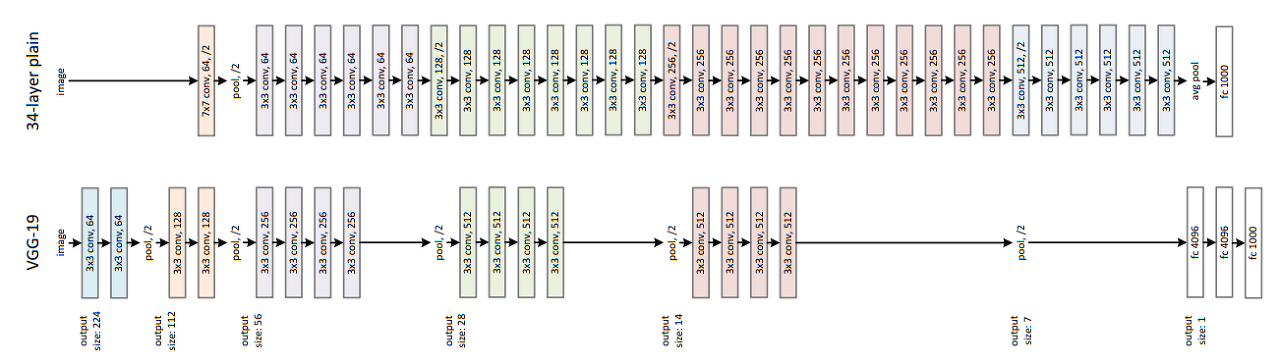 34-layer plain
image
7x7 conv, 64, /2
pool, /2
3x3 conv, 64
3x3 conv, 64
3x3 conv, 64
3x3 conv, 64
3x3 conv, 64
3x3 conv, 64
3x3 conv, 128, /2
3x3 conv, 128
3x3 conv, 128
3x3 conv, 128
3x3 conv, 128
3x3 conv, 128
3x3 conv, 128
3x3 conv, 128
3x3 conv, 256, /2
3x3 conv, 256
3x3 conv, 256
3x3 conv, 256
3x3 conv, 256
3x3 conv, 256
3x3 conv, 256
3x3 conv, 256
3x3 conv, 256
3x3 conv, 256
3x3 conv, 256
3x3 conv, 256
3x3 conv, 512, /2
3x3 conv, 512
3x3 conv, 512
3x3 conv, 512
3x3 conv, 512
3x3 conv, 512
avg pool
fc 1000
VGG-19
image
3x3 conv, 64
3x3 conv, 64
pool, /2
3x3 conv, 128
3x3 conv, 128
pool, /2
3x3 conv, 256
3x3 conv, 256
3x3 conv, 256
3x3 conv, 256
pool, /2
3x3 conv, 512
3x3 conv, 512
3x3 conv, 512
3x3 conv, 512
pool, /2
3x3 conv, 512
3x3 conv, 512
3x3 conv, 512
3x3 conv, 512
pool, /2
fc 4096
fc 4096
fc 1000
output
size: 224
output
size: 112
output
size: 56
output
size: 28
output
size: 14
output
size: 7
output
size: 1